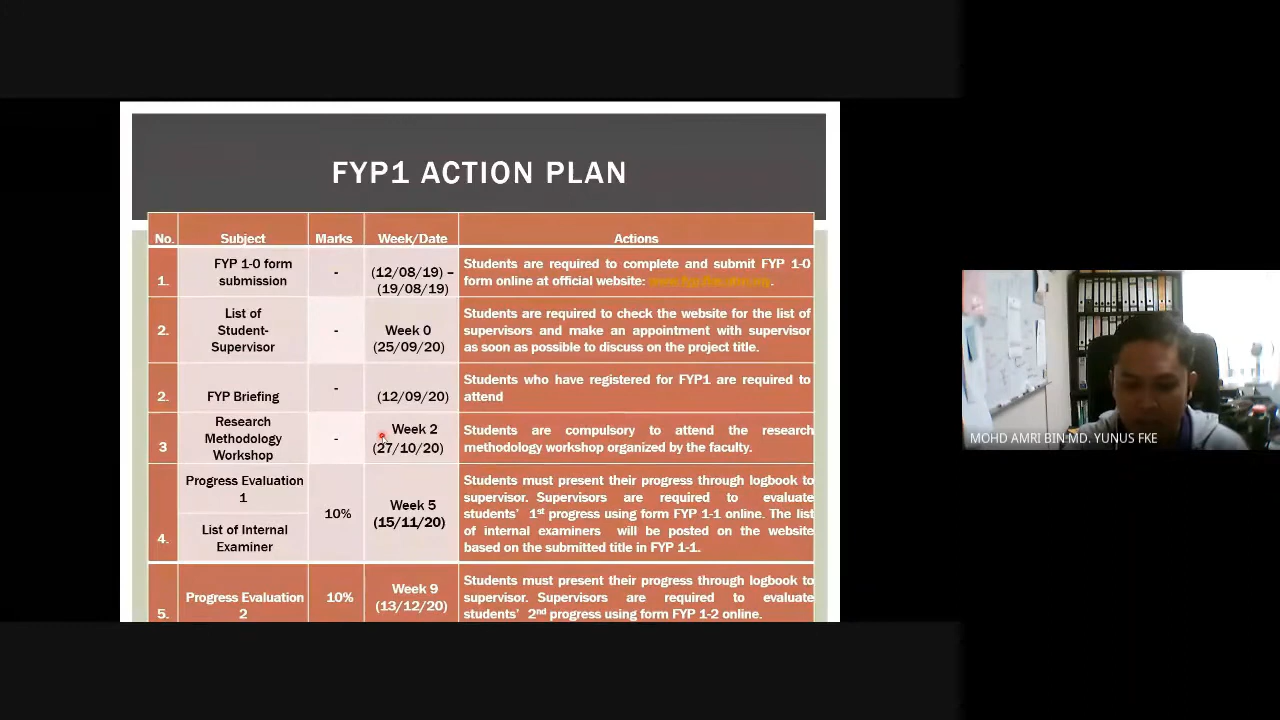 FYP1 ACTION PLAN
No. Subject Marks Week/Date Actions
1. FYP 1-0 form submission - (12/08/19) – (19/08/19) Students are required to complete and submit FYP 1-0 form online at official website: .
2. List of Student-Supervisor - Week 0 (25/09/20) Students are required to check the website for the list of supervisors and make an appointment with supervisor as soon as possible to discuss on the project title.
2. FYP Briefing - (12/09/20) Students who have registered for FYP1 are required to attend
3 Research Methodology Workshop - Week 2 (27/10/20) Students are compulsory to attend the research methodology workshop organized by the faculty.
4. Progress Evaluation 1 List of Internal Examiner 10% Week 5 (15/11/20) Students must present their progress through logbook to supervisor. Supervisors are required to evaluate students' 1st progress using form FYP 1-1 online. The list of internal examiners will be posted on the website based on the submitted title in FYP 1-1.
5. Progress Evaluation 2 10% Week 9 (13/12/20) Students must present their progress through logbook to supervisor. Supervisors are required to evaluate students' 2nd progress using form FYP 1-2 online.
MOHD AMRI BIN MD. YUNUS FKE